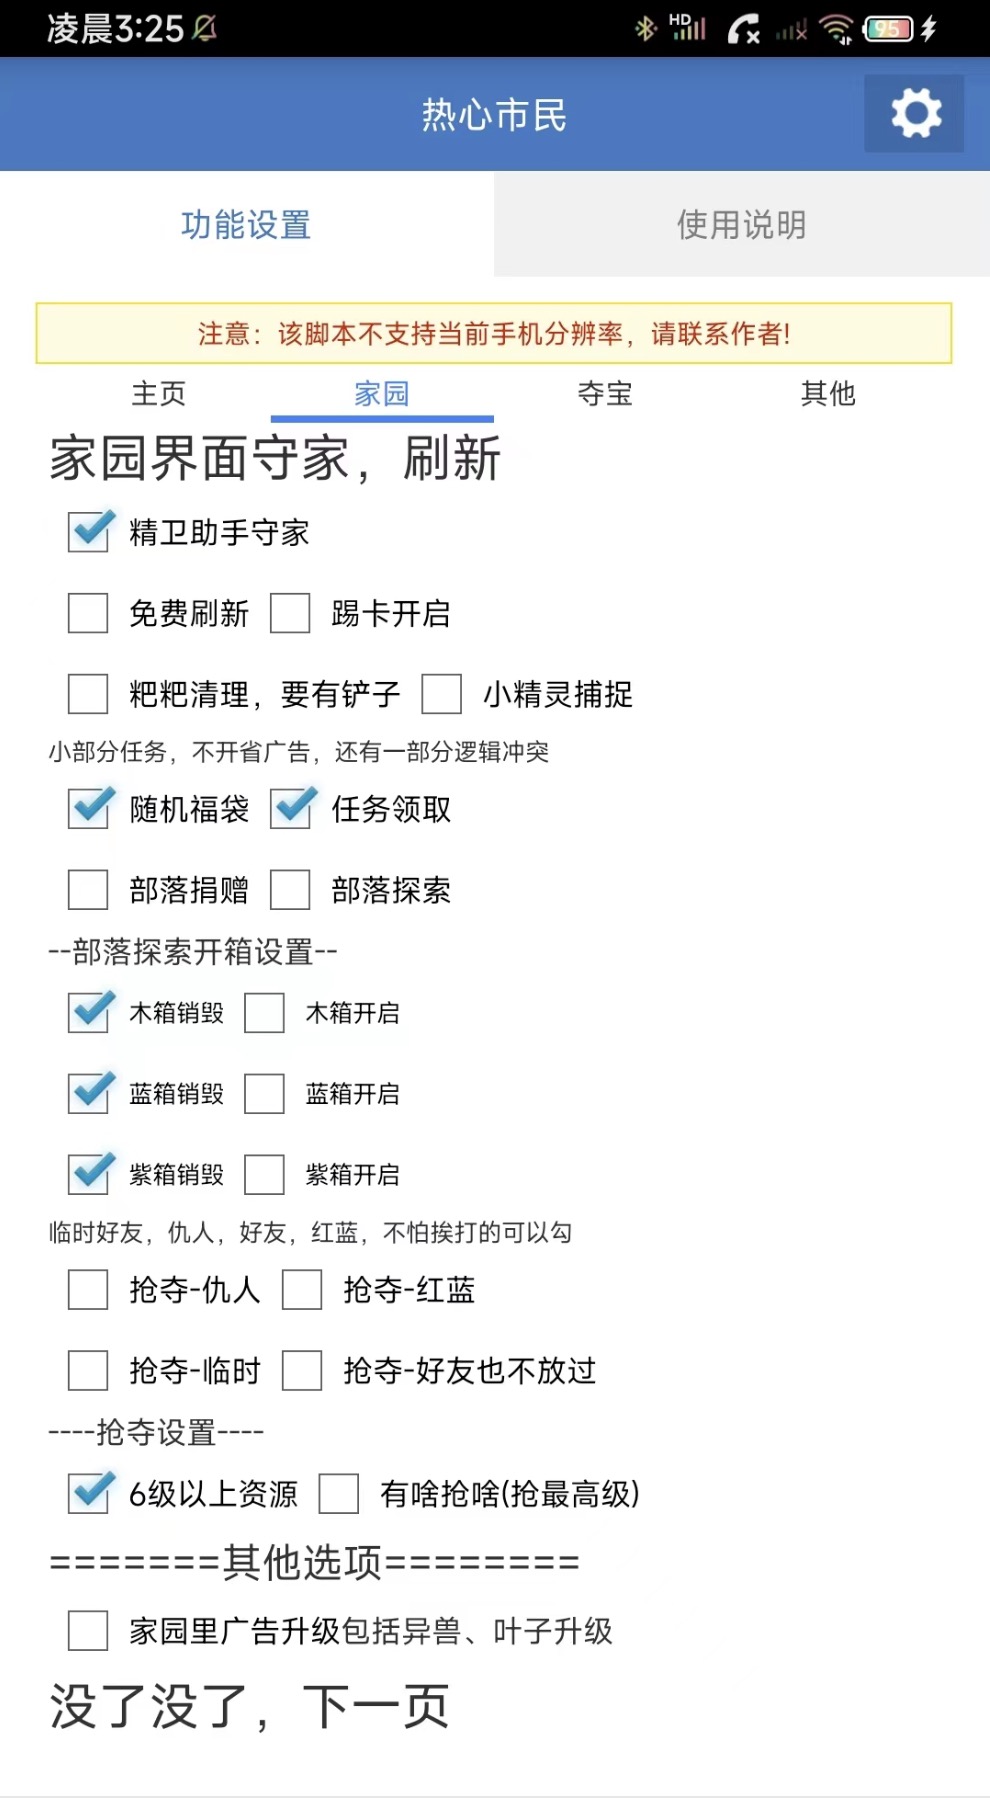 凌晨3:25 HD 95
热心市民
功能设置 使用说明
注意：该脚本不支持当前手机分辨率，请联系作者!
主页 家园 夺宝 其他
家园界面守家，刷新
精卫助手守家
免费刷新 踢卡开启
粑粑清理，要有铲子 小精灵捕捉
小部分任务，不开省广告，还有一部分逻辑冲突
随机福袋 任务领取
部落捐赠 部落探索
--部落探索开箱设置--
木箱销毁 木箱开启
蓝箱销毁 蓝箱开启
紫箱销毁 紫箱开启
临时好友，仇人，好友，红蓝，不怕挨打的可以勾
抢夺-仇人 抢夺-红蓝
抢夺-临时 抢夺-好友也不放过
----抢夺设置----
6级以上资源 有啥抢啥(抢最高级)
=======其他选项========
家园里广告升级包括异兽、叶子升级
没了没了，下一页